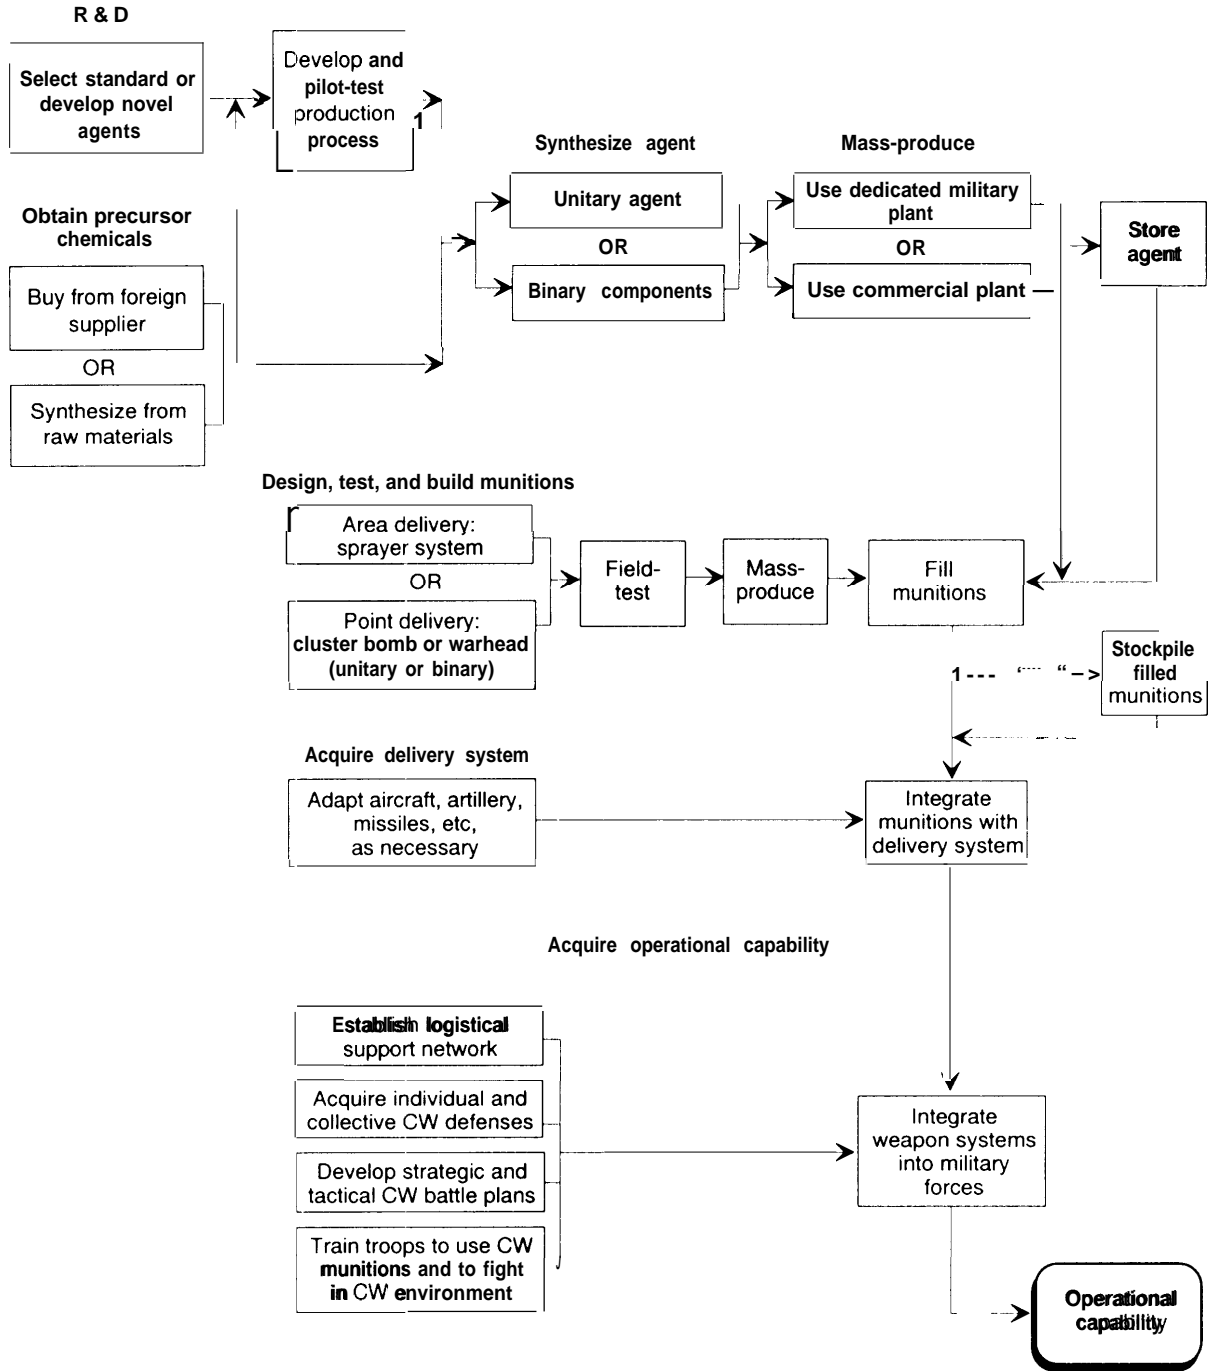 R & D
Select standard or
develop novel
agents
Develop and
pilot-test
production
process
1
Synthesize agent
Unitary agent
OR
Binary components
Mass-produce
Use dedicated military
plant
OR
Use commercial plant
Store
agent
Obtain precursor
chemicals
Buy from foreign
supplier
OR
Synthesize from
raw materials
Design, test, and build munitions
Area delivery:
sprayer system
OR
Point delivery:
cluster bomb or warhead
(unitary or binary)
Field-
test
Mass-
produce
Fill
munitions
Stockpile
filled
munitions
Acquire delivery system
Adapt aircraft, artillery,
missiles, etc,
as necessary
Integrate
munitions with
delivery system
Acquire operational capability
Establish logistical
support network
Acquire individual and
collective CW defenses
Develop strategic and
tactical CW battle plans
Train troops to use CW
munitions and to fight
in CW environment
Integrate
weapon systems
into military
forces
Operational
capability